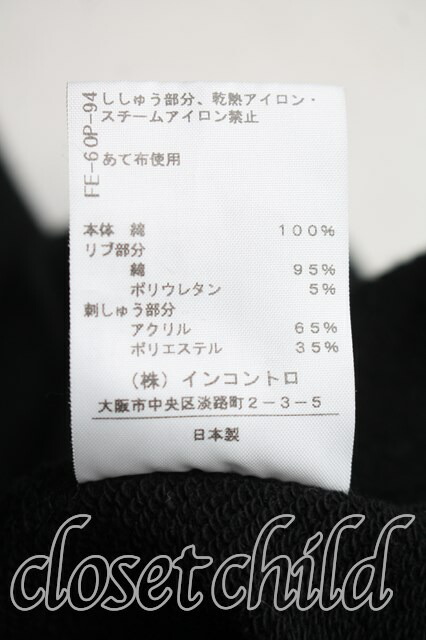 FE-60P-94
ししゅう部分、乾熱アイロン・
スチームアイロン禁止
あて布使用
本体 綿 100%
リブ部分
綿 95%
ポリウレタン 5%
刺しゅう部分
アクリル 65%
ポリエステル 35%
(株) インコントロ
大阪市中央区淡路町2-3-5
日本製
closetchild